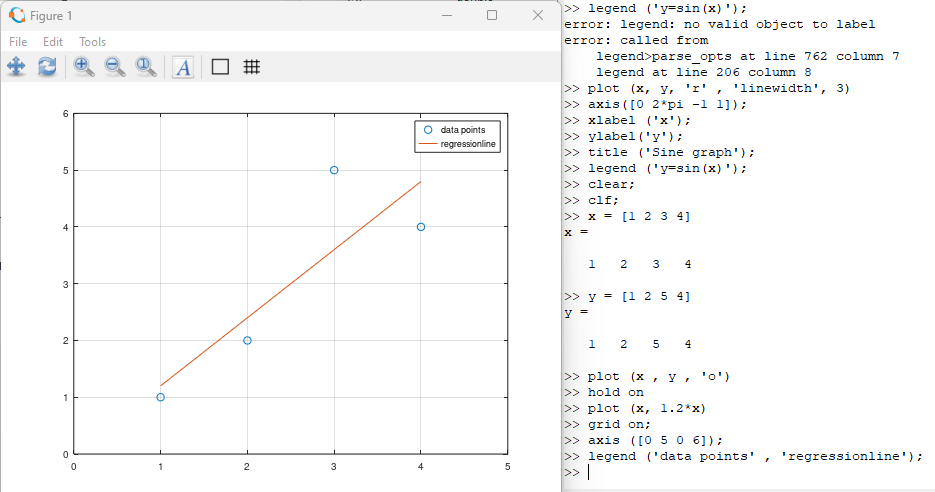 Figure 1
File Edit Tools
A
6
5
4
3
2
1
0
0 1 2 3 4 5
data points
regressionline
>> legend ('y=sin(x)');
error: legend: no valid object to label
error: called from
    legend>parse_opts at line 762 column 7
    legend at line 206 column 8
>> plot (x, y, 'r' , 'linewidth', 3)
>> axis([0 2*pi -1 1]);
>> xlabel ('x');
>> ylabel('y');
>> title ('Sine graph');
>> legend ('y=sin(x)');
>> clear;
>> clf;
>> x = [1 2 3 4]
x =
1 2 3 4
>> y = [1 2 5 4]
y =
1 2 5 4
>> plot (x , y , 'o')
>> hold on
>> plot (x, 1.2*x)
>> grid on;
>> axis ([0 5 0 6]);
>> legend ('data points' , 'regressionline');
>>